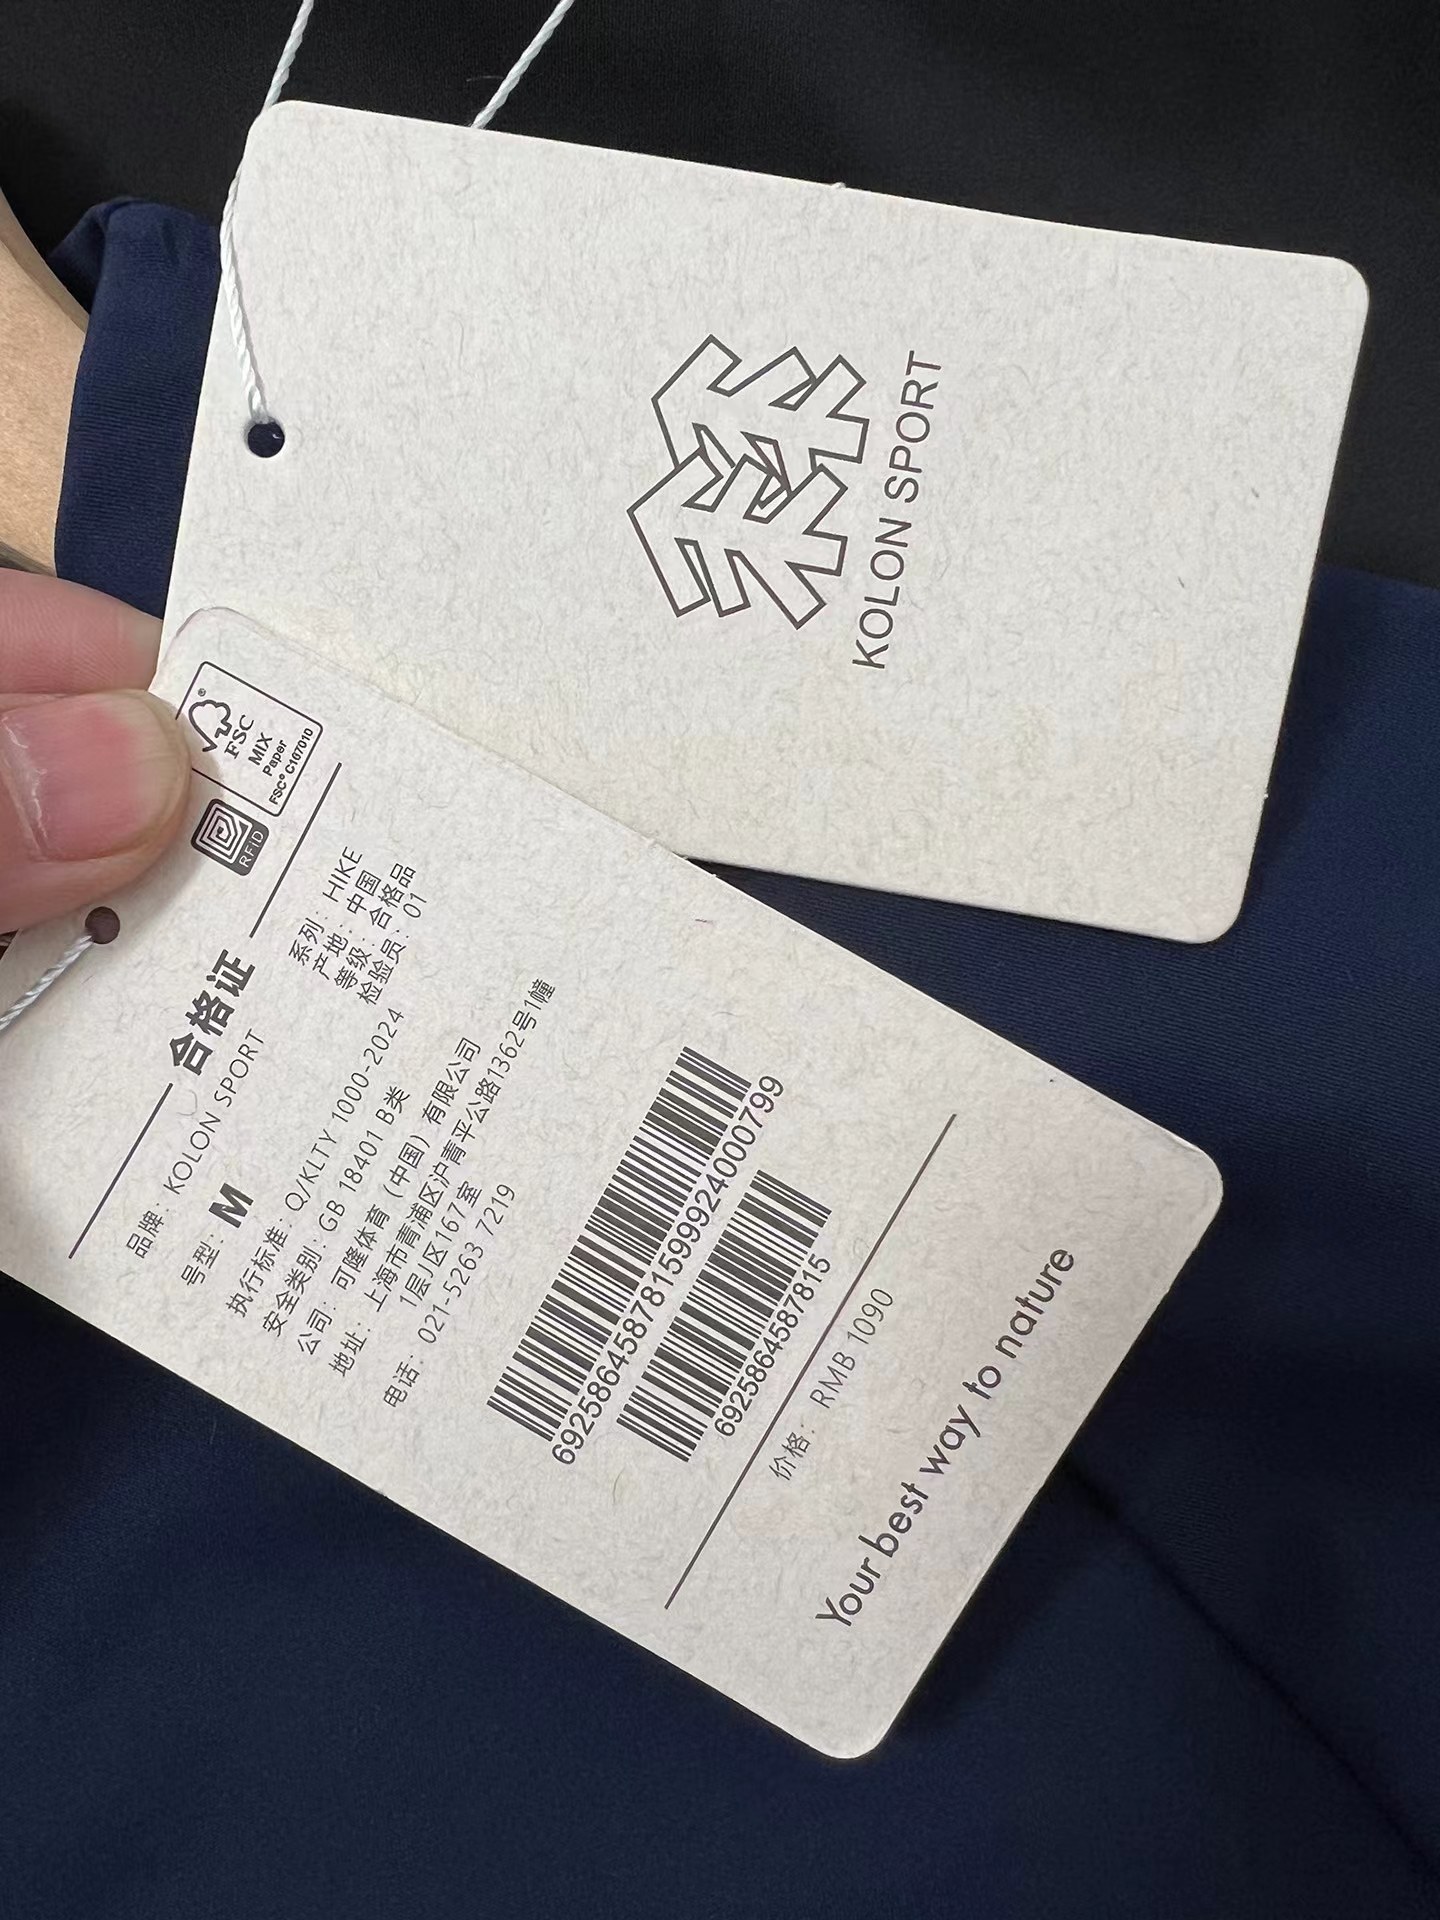 KOLON SPORT
FSC®
MIX
Paper
FSC® C167010
RFiD
合格证
品牌：KOLON SPORT
系列：HIKE
号型：M
产地：中国
等级：合格品
检验员：01
执行标准：Q/KLTY 1000-2024
安全类别：GB 18401 B类
公司：可隆体育（中国）有限公司
地址：上海市青浦区沪青平公路1362号1幢
1层J区167室
电话：021-5263 7219
6925864587815999240007​99
6925864587815
价格：RMB 1090
Your best way to nature